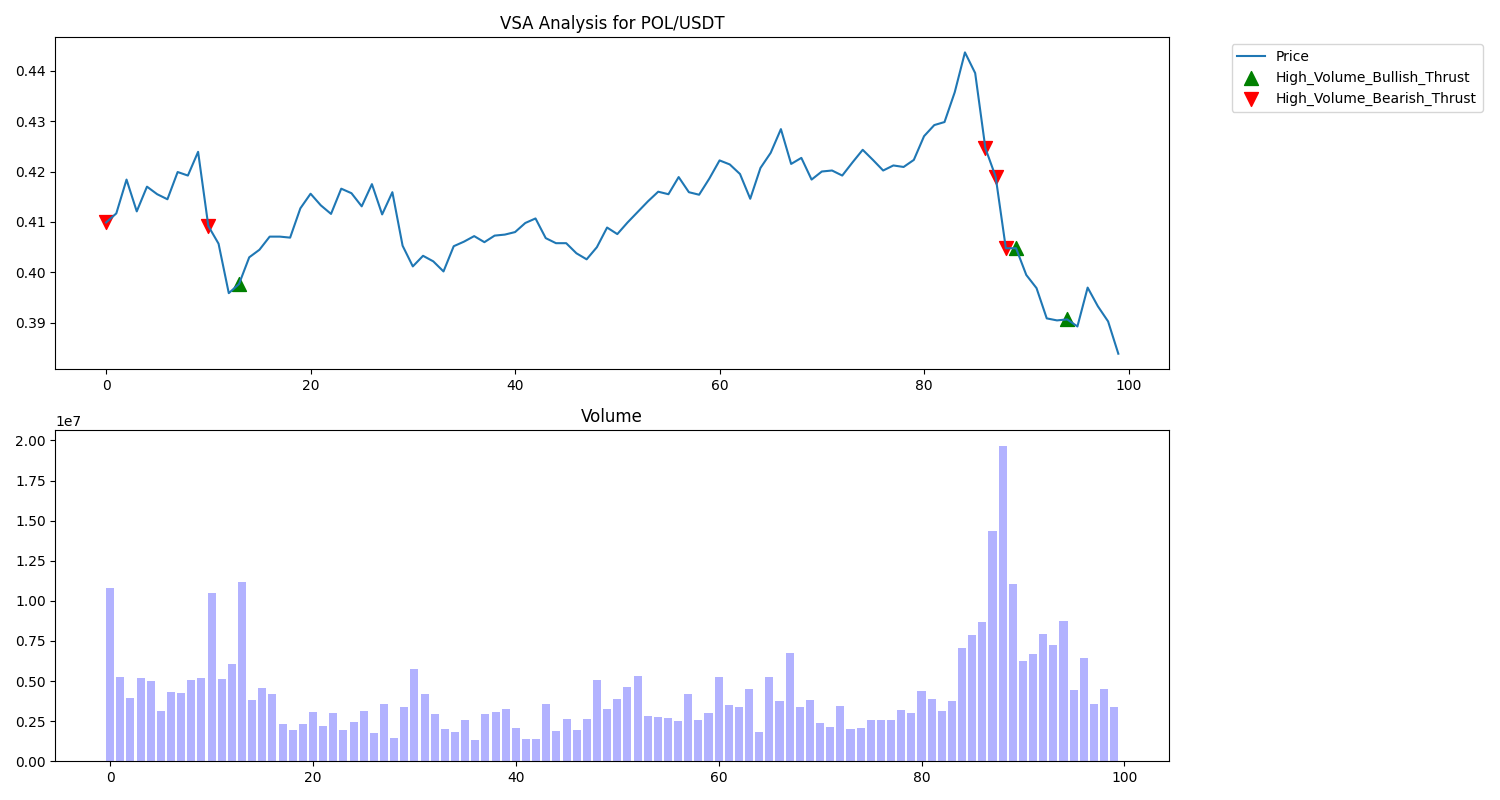 VSA Analysis for POL/USDT
0.44
0.43
0.42
0.41
0.40
0.39
0 20 40 60 80 100
Price
High_Volume_Bullish_Thrust
High_Volume_Bearish_Thrust
Volume
1e7
2.00
1.75
1.50
1.25
1.00
0.75
0.50
0.25
0.00
0 20 40 60 80 100